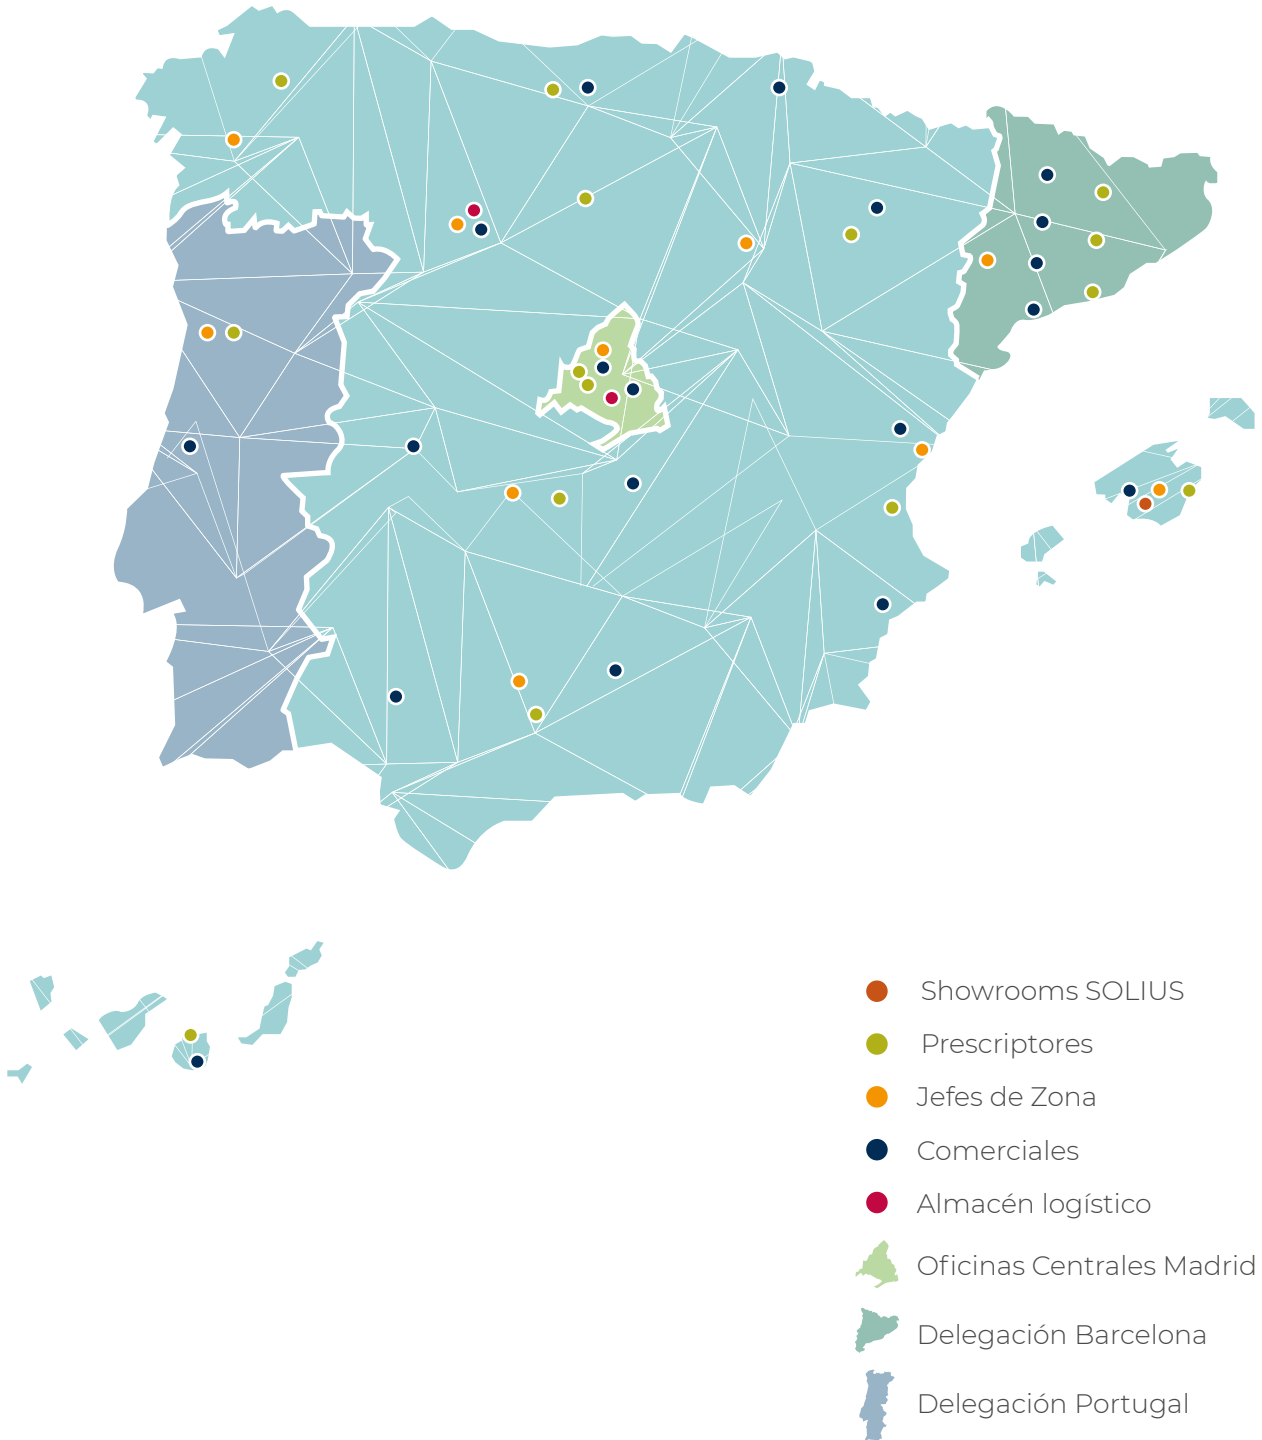 Showrooms SOLIUS
Prescriptores
Jefes de Zona
Comerciales
Almacén logístico
Oficinas Centrales Madrid
Delegación Barcelona
Delegación Portugal